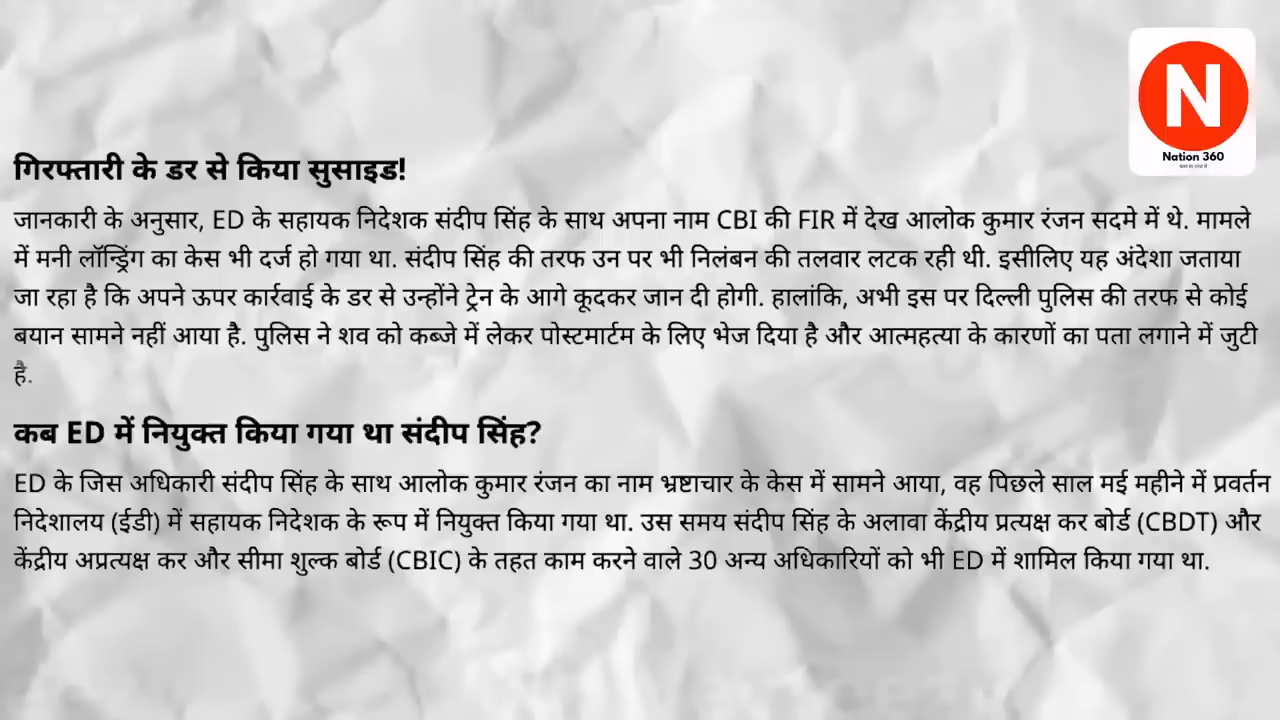 N
Nation 360
गिरफ्तारी के डर से किया सुसाइड!
जानकारी के अनुसार, ED के सहायक निदेशक संदीप सिंह के साथ अपना नाम CBI की FIR में देख आलोक कुमार रंजन सदमे में थे. मामले
में मनी लॉन्ड्रिंग का केस भी दर्ज हो गया था. संदीप सिंह की तरफ उन पर भी निलंबन की तलवार लटक रही थी. इसीलिए यह अंदेशा जताया
जा रहा है कि अपने ऊपर कार्रवाई के डर से उन्होंने ट्रेन के आगे कूदकर जान दी होगी. हालांकि, अभी इस पर दिल्ली पुलिस की तरफ से कोई
बयान सामने नहीं आया है. पुलिस ने शव को कब्जे में लेकर पोस्टमार्टम के लिए भेज दिया है और आत्महत्या के कारणों का पता लगाने में जुटी
है.
कब ED में नियुक्त किया गया था संदीप सिंह?
ED के जिस अधिकारी संदीप सिंह के साथ आलोक कुमार रंजन का नाम भ्रष्टाचार के केस में सामने आया, वह पिछले साल मई महीने में प्रवर्तन
निदेशालय (ईडी) में सहायक निदेशक के रूप में नियुक्त किया गया था. उस समय संदीप सिंह के अलावा केंद्रीय प्रत्यक्ष कर बोर्ड (CBDT) और
केंद्रीय अप्रत्यक्ष कर और सीमा शुल्क बोर्ड (CBIC) के तहत काम करने वाले 30 अन्य अधिकारियों को भी ED में शामिल किया गया था.